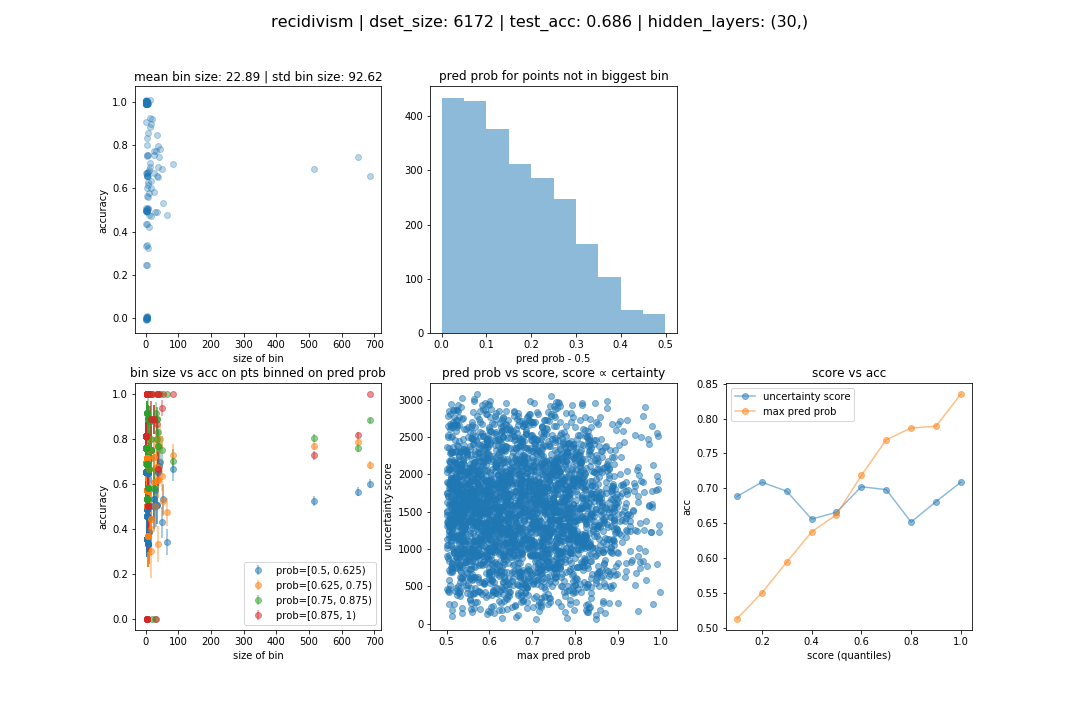 recidivism | dset_size: 6172 | test_acc: 0.686 | hidden_layers: (30,)
mean bin size: 22.89 | std bin size: 92.62
accuracy
1.0
0.8
0.6
0.4
0.2
0.0
0 100 200 300 400 500 600 700
size of bin
pred prob for points not in biggest bin
400
300
200
100
0
0.0 0.1 0.2 0.3 0.4 0.5
pred prob - 0.5
bin size vs acc on pts binned on pred prob
accuracy
1.0
0.8
0.6
0.4
0.2
0.0
prob=[0.5, 0.625)
prob=[0.625, 0.75)
prob=[0.75, 0.875)
prob=[0.875, 1)
0 100 200 300 400 500 600 700
size of bin
pred prob vs score, score ∝ certainty
uncertainty score
3000
2500
2000
1500
1000
500
0
0.5 0.6 0.7 0.8 0.9 1.0
max pred prob
score vs acc
acc
0.85
0.80
0.75
0.70
0.65
0.60
0.55
0.50
uncertainty score
max pred prob
0.2 0.4 0.6 0.8 1.0
score (quantiles)